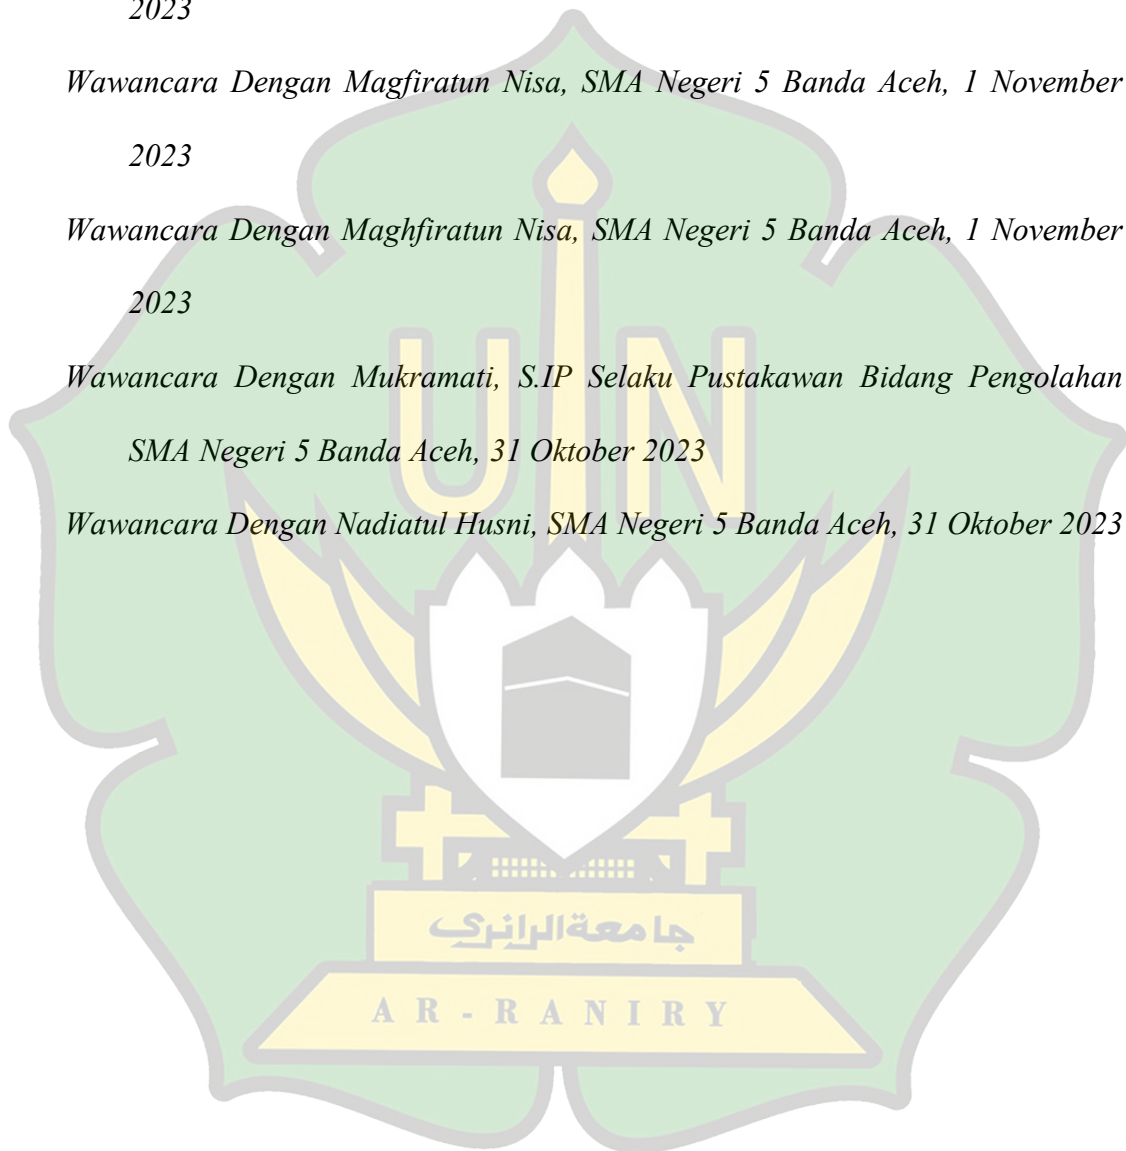 2023
Wawancara Dengan Magfiratun Nisa, SMA Negeri 5 Banda Aceh, 1 November
2023
Wawancara Dengan Maghfiratun Nisa, SMA Negeri 5 Banda Aceh, 1 November
2023
Wawancara Dengan Mukramati, S.IP Selaku Pustakawan Bidang Pengolahan
SMA Negeri 5 Banda Aceh, 31 Oktober 2023
Wawancara Dengan Nadiatul Husni, SMA Negeri 5 Banda Aceh, 31 Oktober 2023
UIN
جامعة الرانري
AR-RANIRY